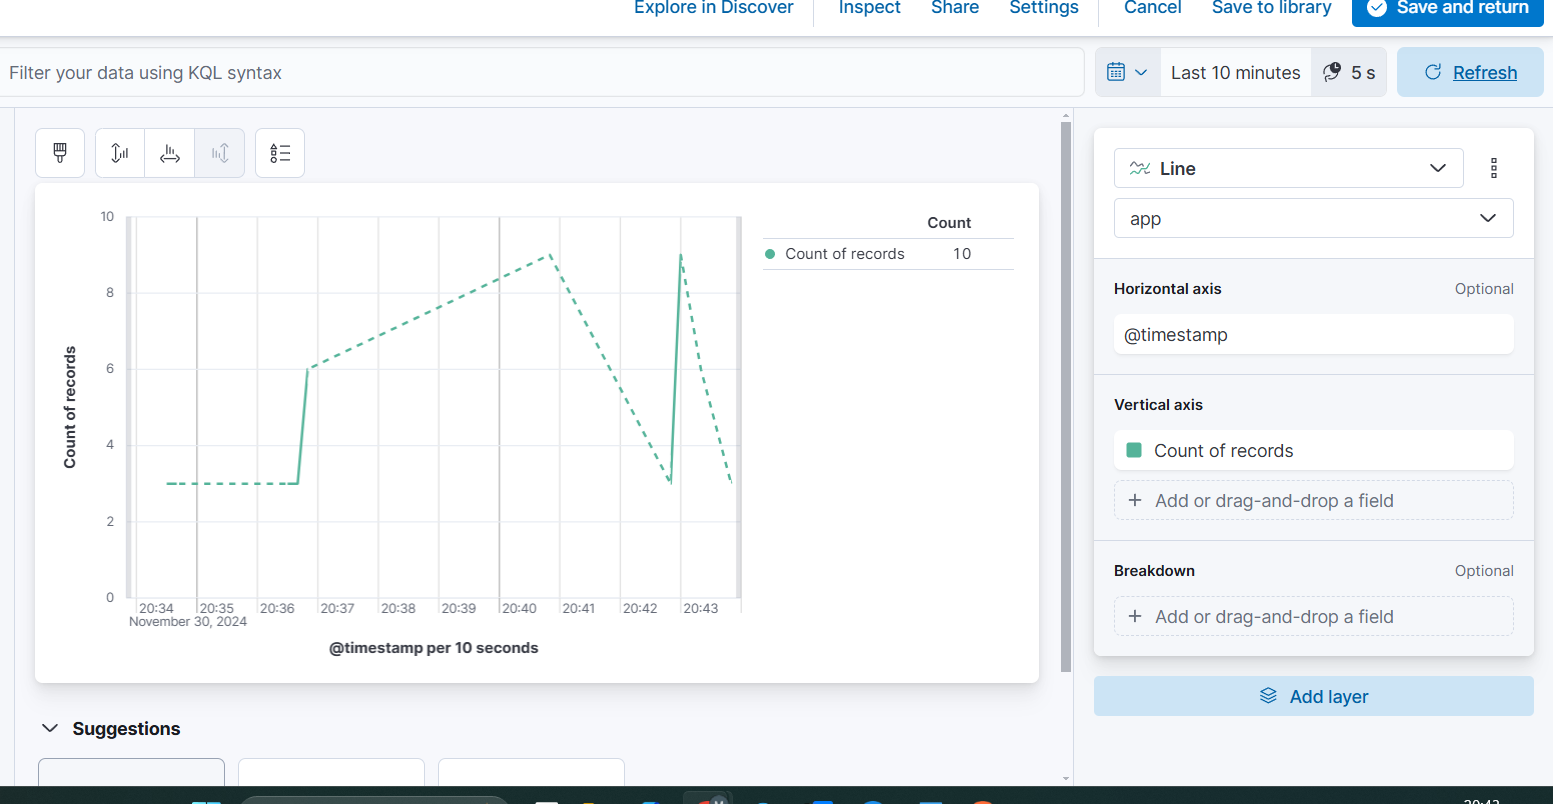 Explore in Discover Inspect Share Settings Cancel Save to library Save and return
Filter your data using KQL syntax Last 10 minutes 5 s Refresh
Line
app
Horizontal axis Optional
@timestamp
Vertical axis
Count of records
Add or drag-and-drop a field
Breakdown Optional
Add or drag-and-drop a field
Add layer
Count
Count of records 10
10
8
6
4
2
0
Count of records
20:34 20:35 20:36 20:37 20:38 20:39 20:40 20:41 20:42 20:43
November 30, 2024
@timestamp per 10 seconds
Suggestions